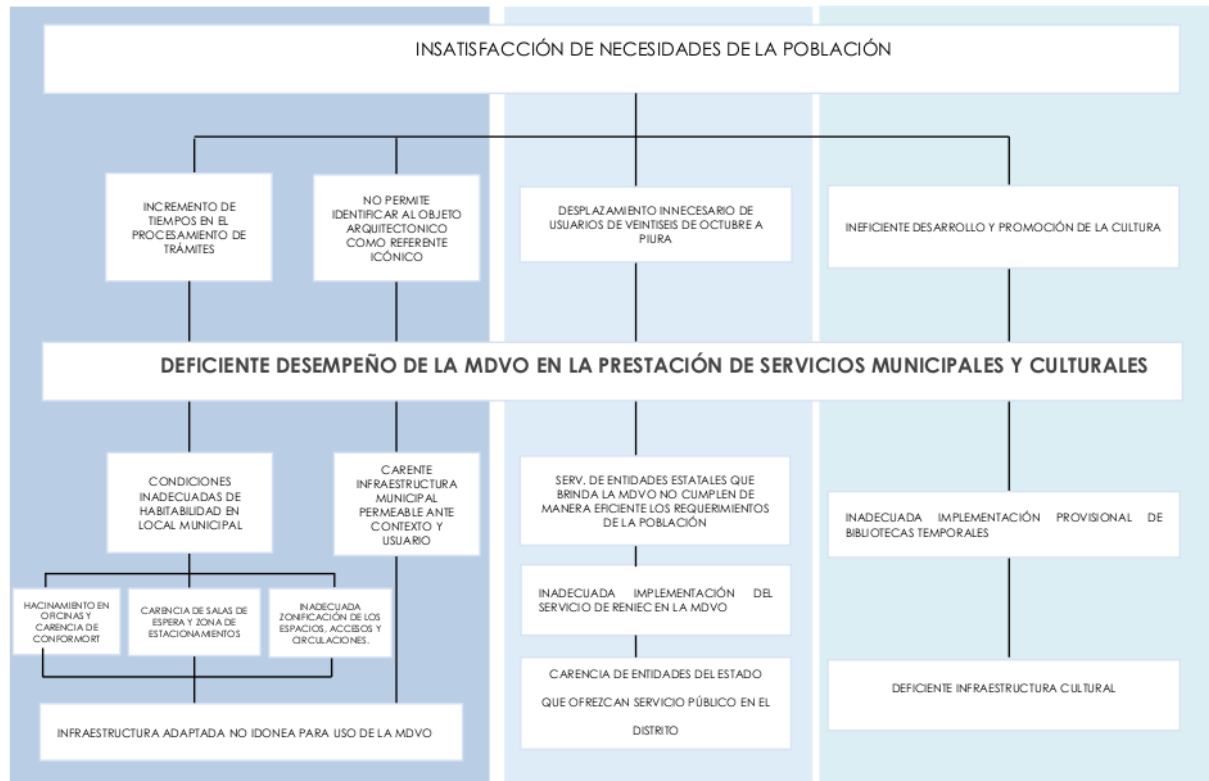 INSATISFACCIÓN DE NECESIDADES DE LA POBLACIÓN
INCREMENTO DE
TIEMPOS EN EL
PROCESAMIENTO DE
TRÁMITES
NO PERMITE
IDENTIFICAR AL OBJETO
ARQUITECTONICO
COMO REFERENTE
ICÓNICO
DESPLAZAMIENTO INNECESARIO DE
USUARIOS DE VEINTISEIS DE OCTUBRE A
PIURA
INEFICIENTE DESARROLLO Y PROMOCIÓN DE LA CULTURA
DEFICIENTE DESEMPEÑO DE LA MDVO EN LA PRESTACIÓN DE SERVICIOS MUNICIPALES Y CULTURALES
CONDICIONES
INADECUADAS DE
HABITABILIDAD EN
LOCAL MUNICIPAL
CARENTE
INFRAESTRUCTURA
MUNICIPAL
PERMEABLE ANTE
CONTEXTO Y
USUARIO
SERV. DE ENTIDADES ESTATALES QUE
BRINDA LA MDVO NO CUMPLEN DE
MANERA EFICIENTE LOS REQUERIMIENTOS
DE LA POBLACIÓN
INADECUADA IMPLEMENTACIÓN PROVISIONAL DE
BIBLIOTECAS TEMPORALES
HACINAMIENTO EN
OFICINAS Y
CARENCIA DE
CONFORMORT
CARENCIA DE SALAS DE
ESPERA Y ZONA DE
ESTACIONAMIENTOS
INADECUADA
ZONIFICACIÓN DE LOS
ESPACIOS, ACCESOS Y
CIRCULACIONES.
INADECUADA IMPLEMENTACIÓN DEL
SERVICIO DE RENIEC EN LA MDVO
INFRAESTRUCTURA ADAPTADA NO IDONEA PARA USO DE LA MDVO
CARENCIA DE ENTIDADES DEL ESTADO
QUE OFREZCAN SERVICIO PÚBLICO EN EL
DISTRITO
DEFICIENTE INFRAESTRUCTURA CULTURAL